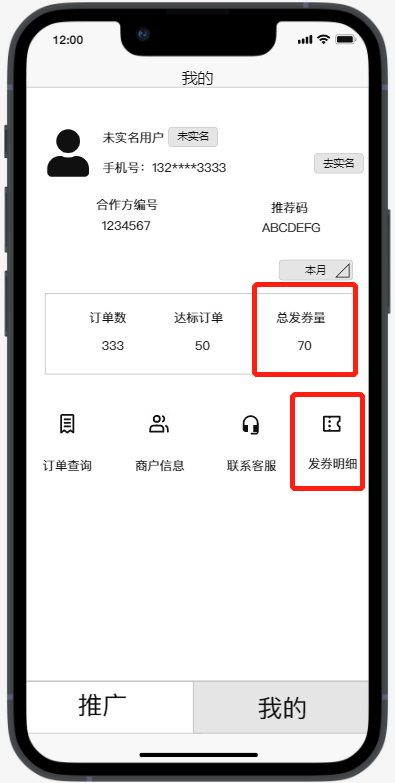 12:00
我的
未实名用户 未实名
手机号：132****3333
去实名
合作方编号 推荐码
1234567 ABCDEFG
本月
订单数 达标订单 总发券量
333 50 70
订单查询 商户信息 联系客服 发券明细
推广 我的